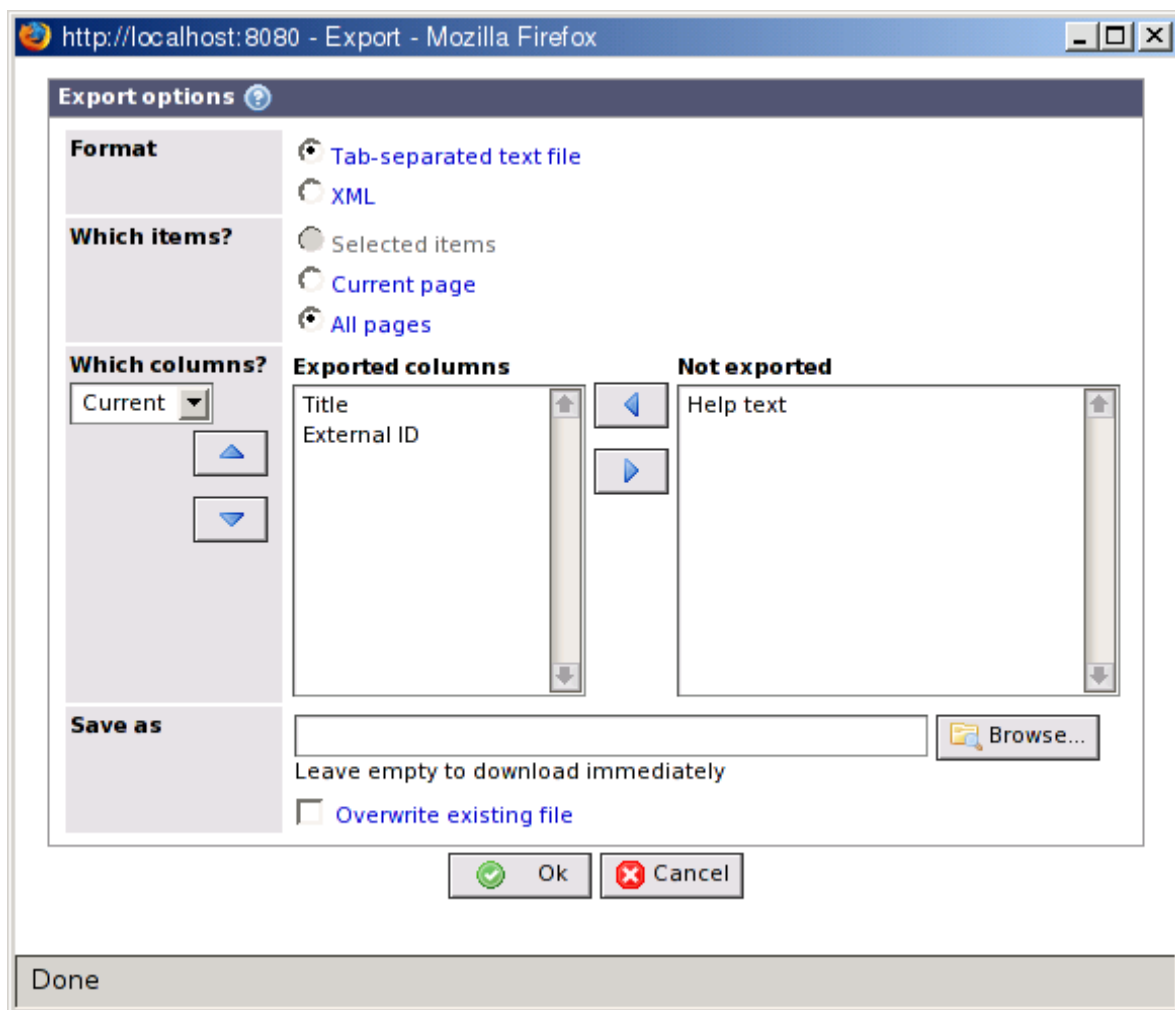 http://localhost:8080 - Export - Mozilla Firefox
Export options
Format
Tab-separated text file
XML
Which items?
Selected items
Current page
All pages
Which columns?
Current
Exported columns
Title
External ID
Not exported
Help text
Save as
Browse...
Leave empty to download immediately
Overwrite existing file
Ok
Cancel
Done